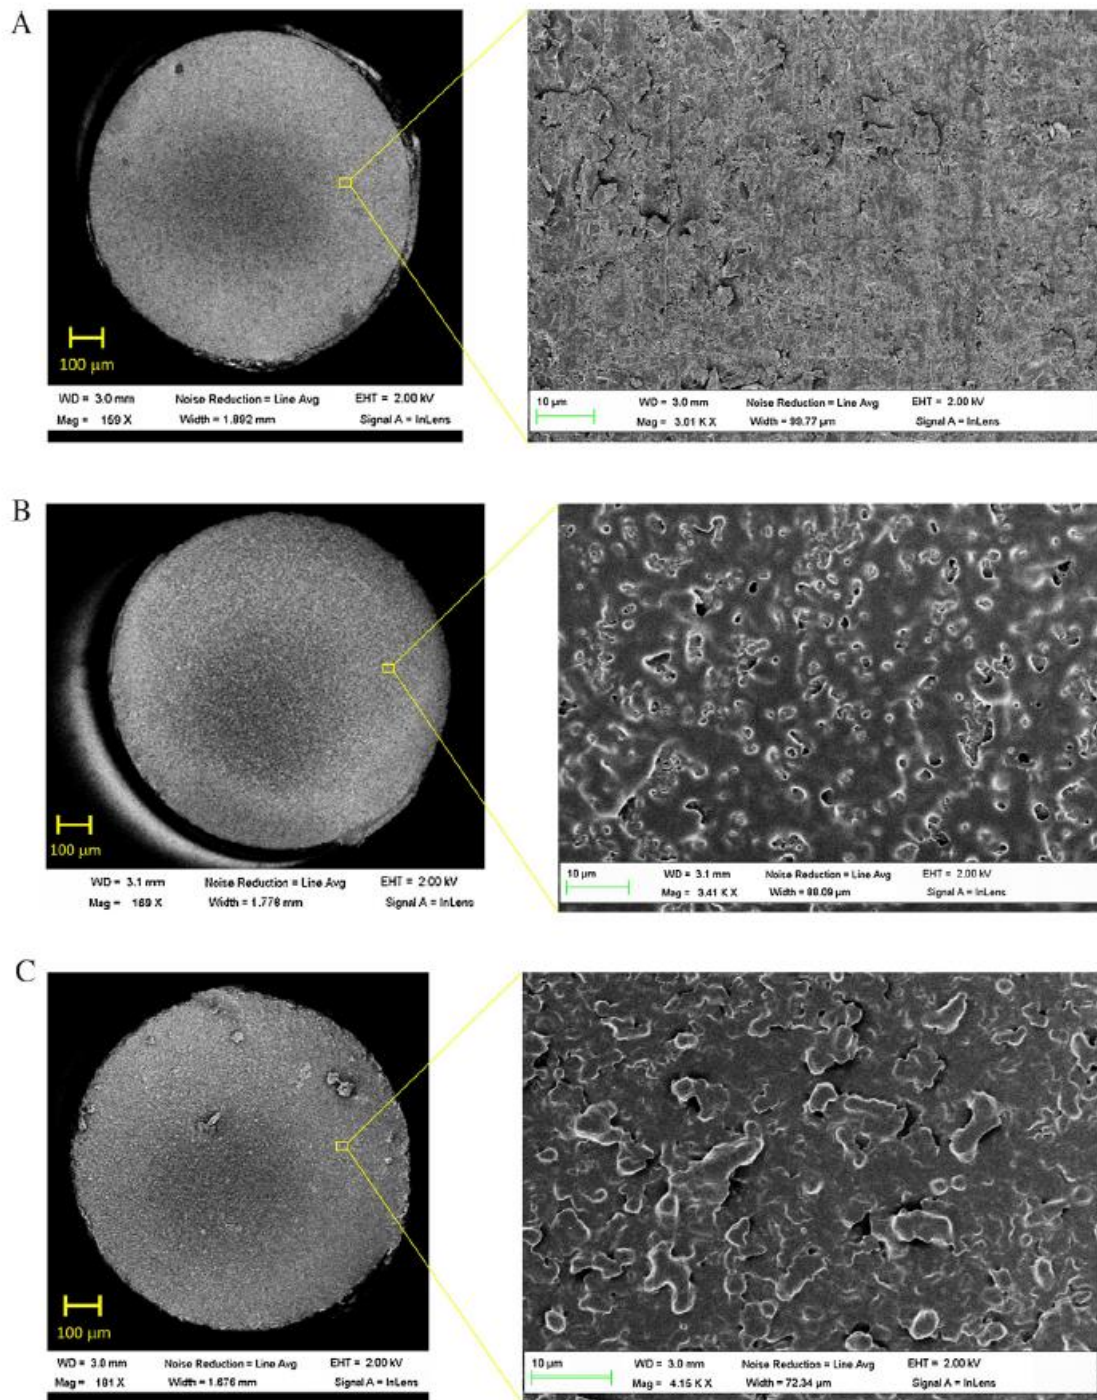 A
100 µm
WD = 3.0 mm Noise Reduction = Line Avg EHT = 2.00 kV
Mag = 159 X Width = 1.892 mm Signal A = InLens
10 µm WD = 3.0 mm Noise Reduction = Line Avg EHT = 2.00 kV
Mag = 3.01 K X Width = 99.77 µm Signal A = InLens
B
100 µm
WD = 3.1 mm Noise Reduction = Line Avg EHT = 2.00 kV
Mag = 169 X Width = 1.778 mm Signal A = InLens
10 µm WD = 3.1 mm Noise Reduction = Line Avg EHT = 2.00 kV
Mag = 3.41 K X Width = 88.09 µm Signal A = InLens
C
100 µm
WD = 3.0 mm Noise Reduction = Line Avg EHT = 2.00 kV
Mag = 181 X Width = 1.676 mm Signal A = InLens
10 µm WD = 3.0 mm Noise Reduction = Line Avg EHT = 2.00 kV
Mag = 4.15 K X Width = 72.34 µm Signal A = InLens